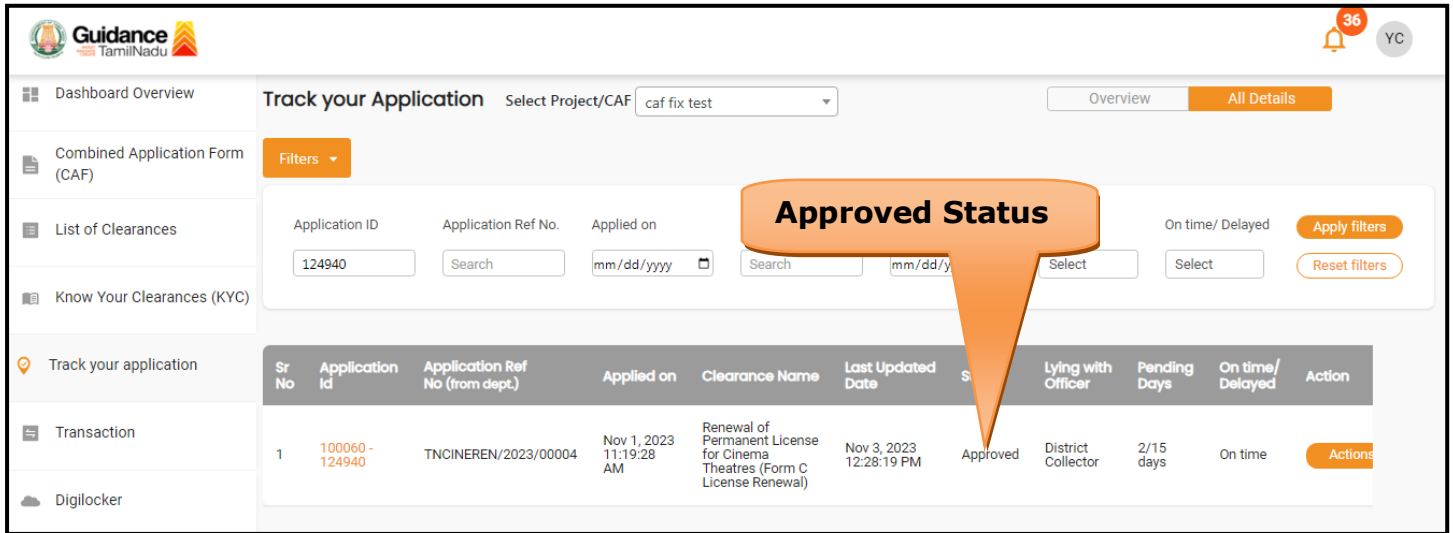 Guidance
TamilNadu
36
YC
Dashboard Overview
Track your Application
Select Project/CAF
caf fix test
Overview
All Details
Combined Application Form
(CAF)
Filters
List of Clearances
Application ID
Application Ref No.
Applied on
Approved Status
On time/ Delayed
Apply filters
124940
Search
mm/dd/yyyy
Search
mm/dd/y
Select
Select
Reset filters
Know Your Clearances (KYC)
Track your application
Sr
No
Application
Id
Application Ref
No (from dept.)
Applied on
Clearance Name
Last Updated
Date
Lying with
Officer
Pending
Days
On time/
Delayed
Action
Transaction
1
100060 -
124940
TNCINEREN/2023/00004
Nov 1, 2023
11:19:28
AM
Renewal of
Permanent License
for Cinema
Theatres (Form C
License Renewal)
Nov 3, 2023
12:28:19 PM
Approved
District
Collector
2/15
days
On time
Actions
Digilocker